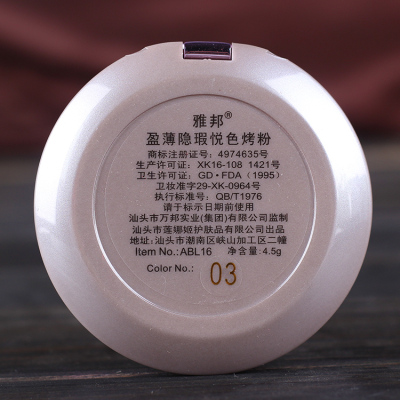 雅邦®
盈薄隐瑕悦色烤粉
商标注册证号：4974635号
生产许可证：XK16-108 1421号
卫生许可证：GD·FDA（1995）
卫妆准字29-XK-0964号
执行标准号：QB/T1976
请于标示日期前使用
汕头市万邦实业(集团)有限公司监制
汕头市莲娜姬护肤品有限公司出品
地址：汕头市潮南区峡山加工区二幢
Item No.:ABL16 净含量:4.5g
Color No.: 03